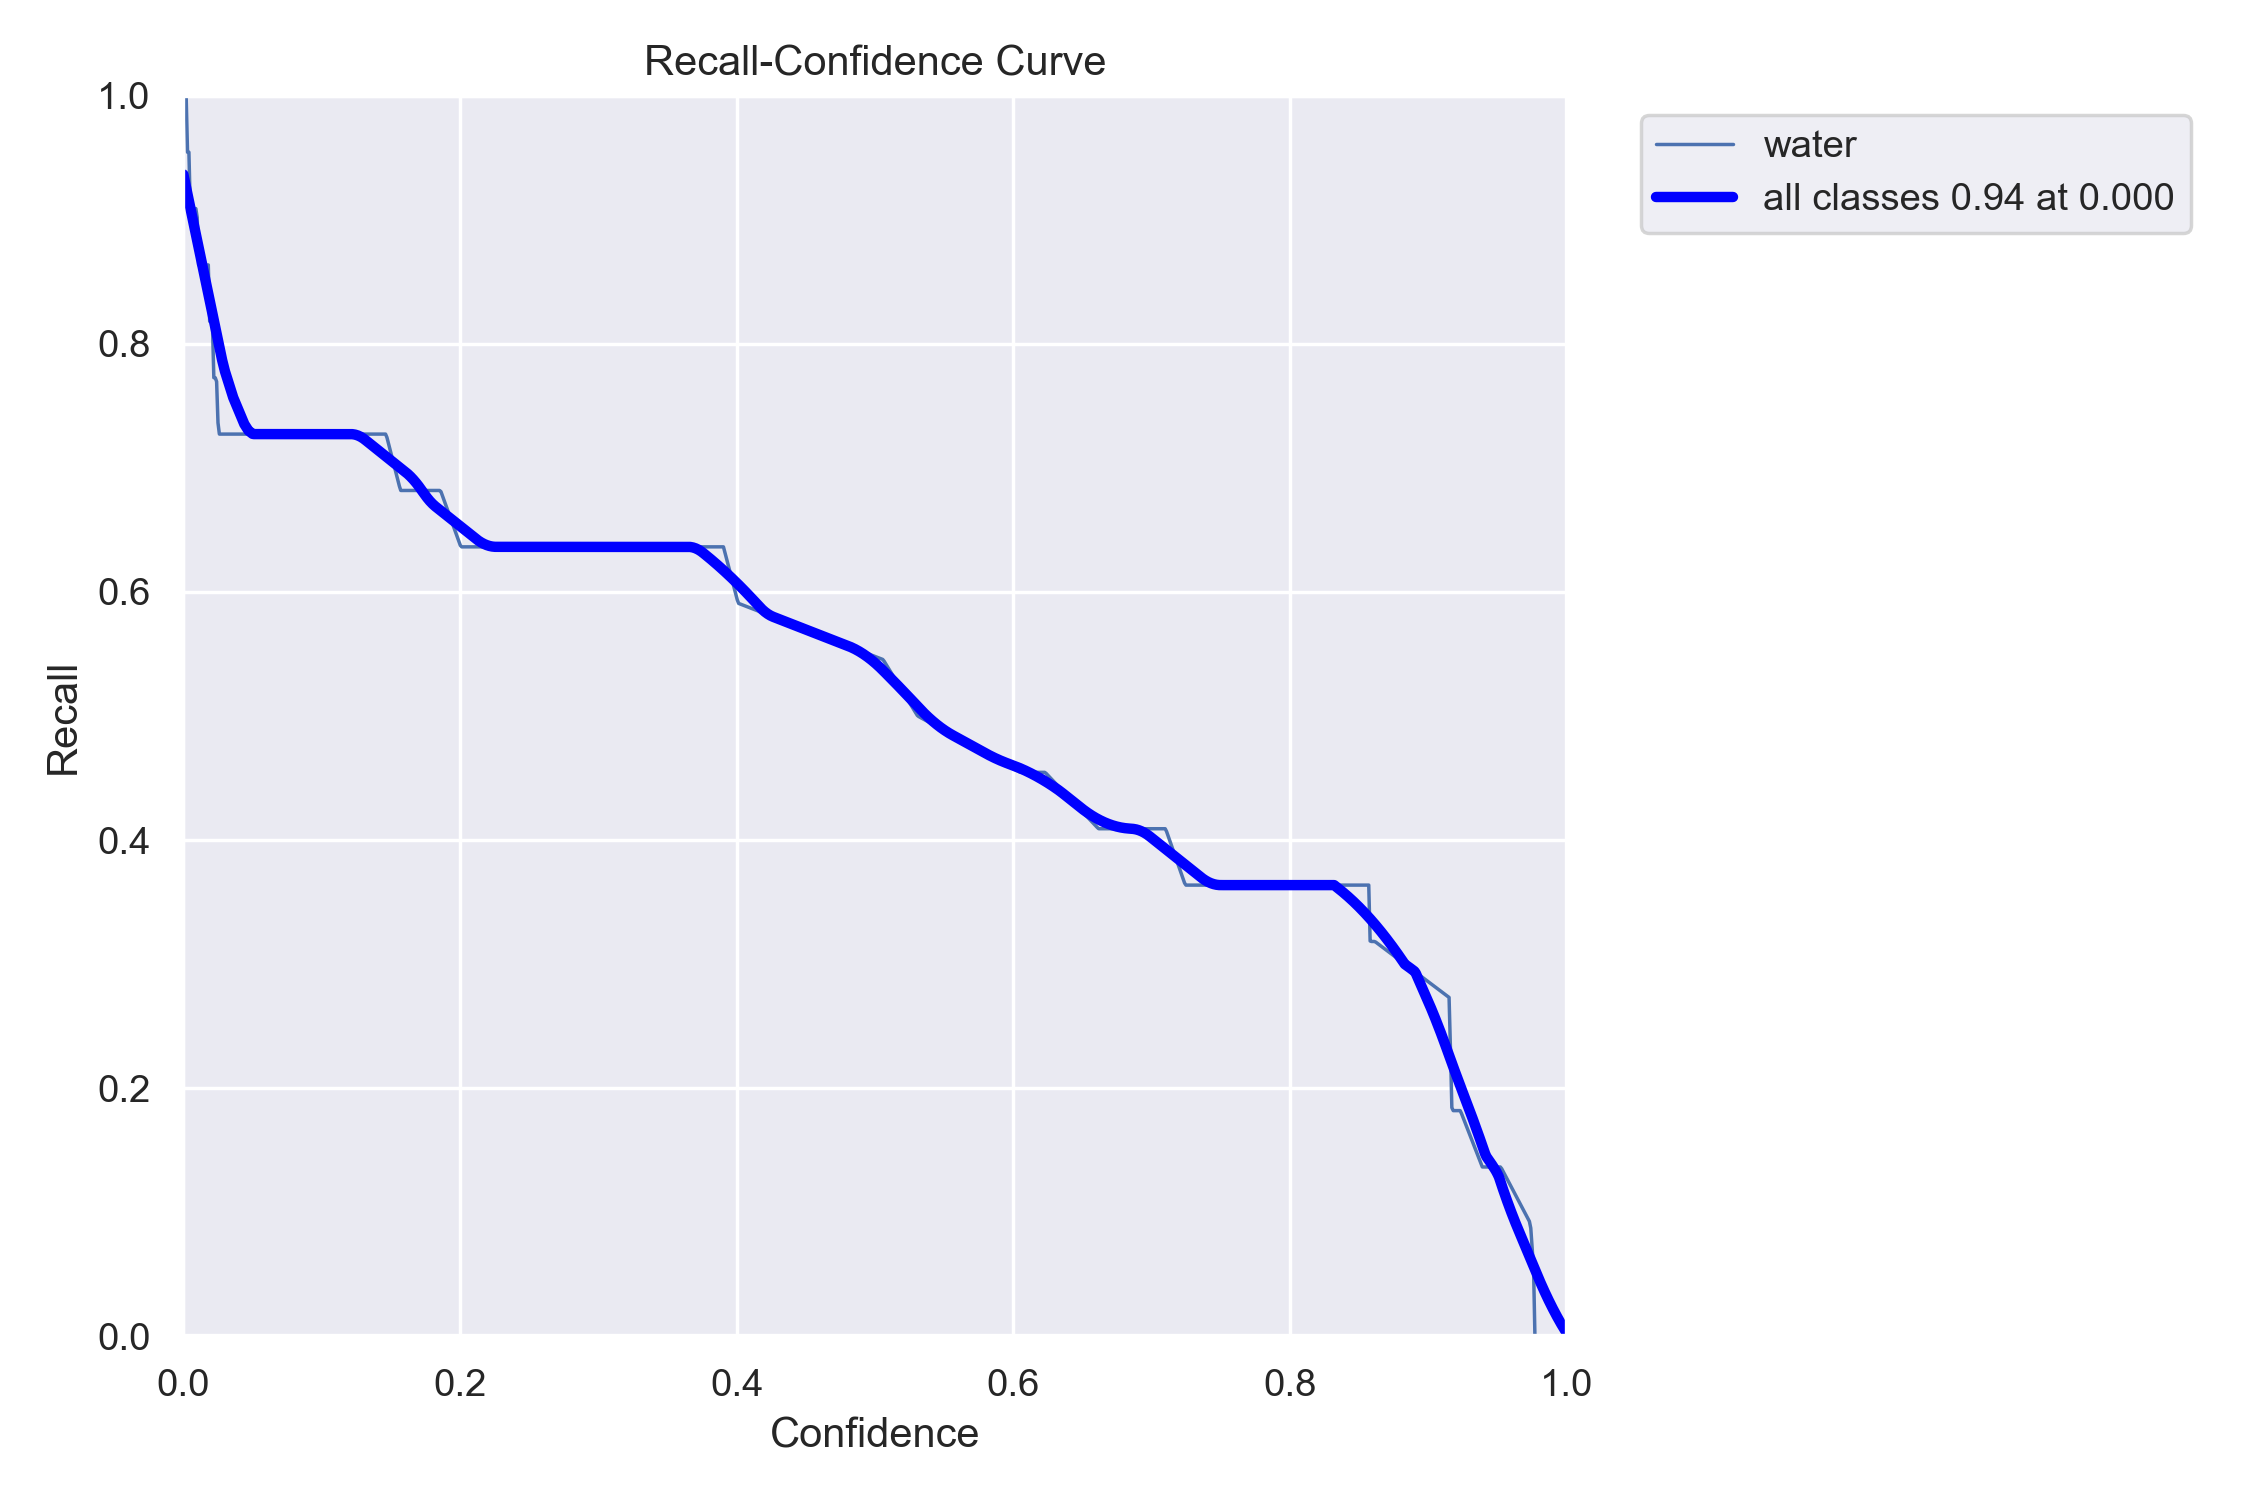 Recall-Confidence Curve
1.0
0.8
0.6
0.4
0.2
0.0
Recall
0.0 0.2 0.4 0.6 0.8 1.0
Confidence
water
all classes 0.94 at 0.000